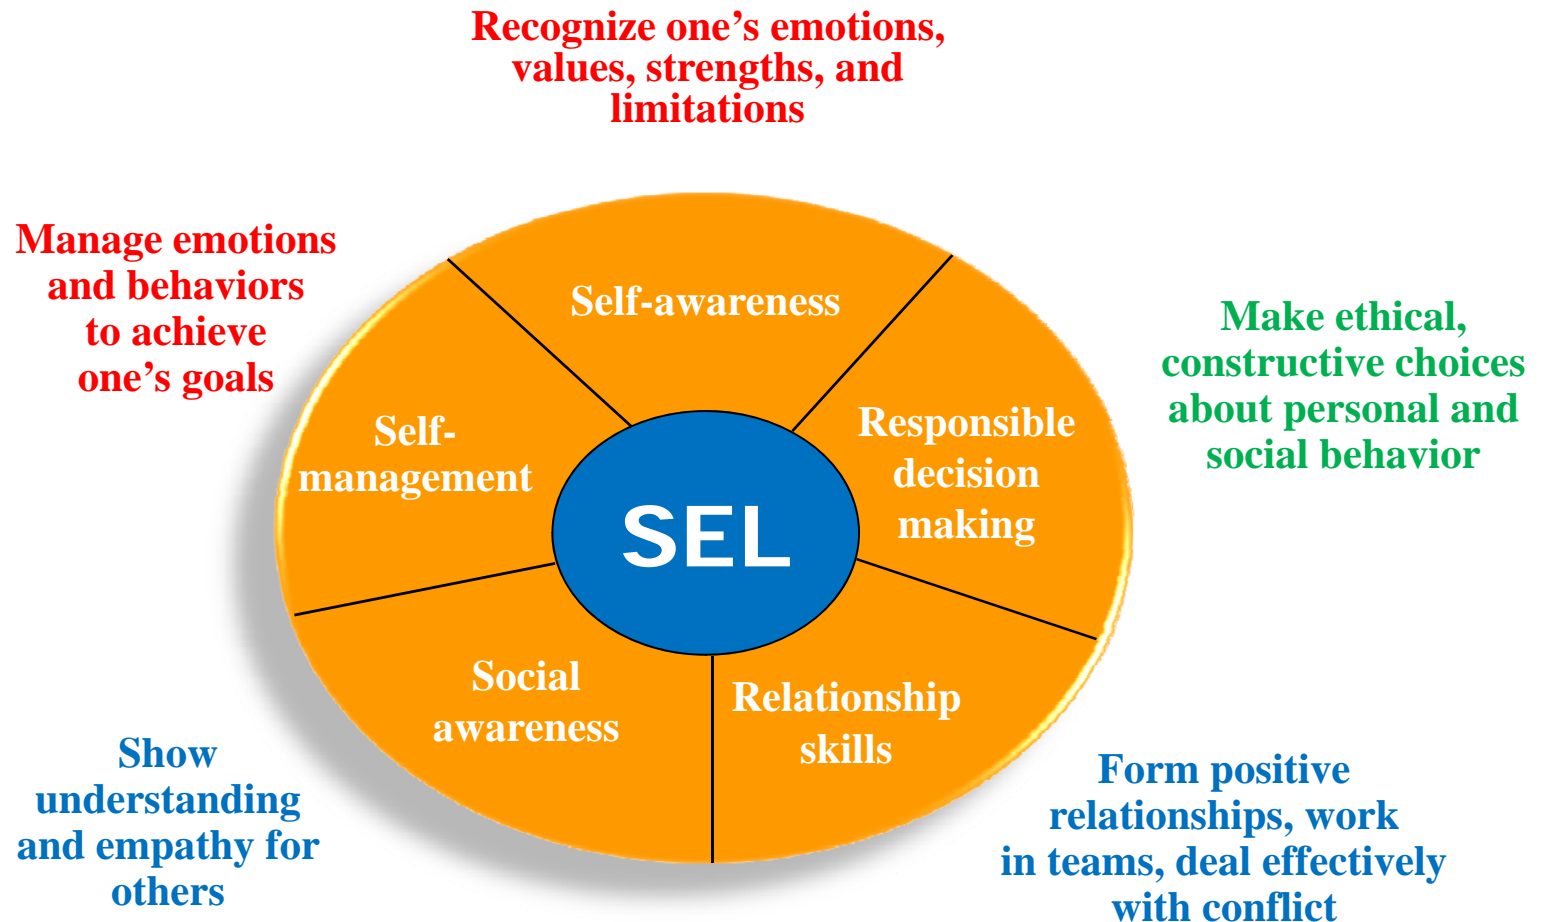 Recognize one’s emotions,
values, strengths, and
limitations
Manage emotions
and behaviors
to achieve
one’s goals
Self-awareness
Make ethical,
constructive choices
about personal and
social behavior
Self-
management
Responsible
decision
making
SEL
Social
awareness
Relationship
skills
Show
understanding
and empathy for
others
Form positive
relationships, work
in teams, deal effectively
with conflict